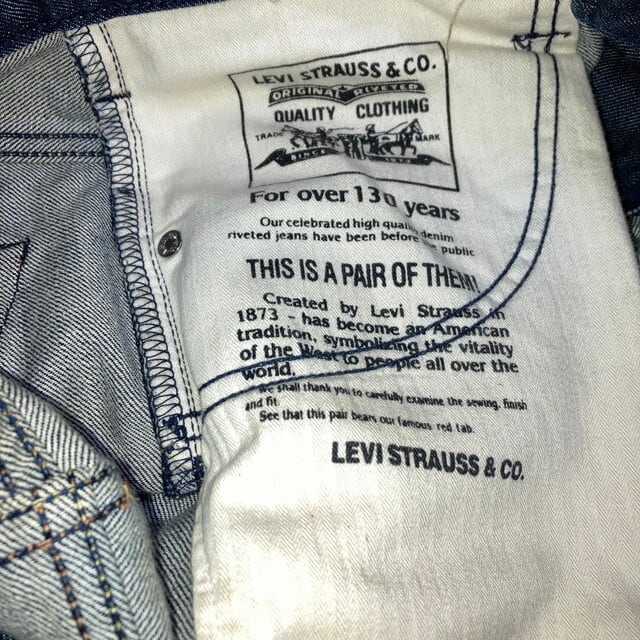 LEVI STRAUSS & CO.
ORIGINAL RIVETED
QUALITY CLOTHING
TRADE MARK
SINCE
For over 130 years
Our celebrated high quality denim
riveted jeans have been before the public
THIS IS A PAIR OF THEM!
Created by Levi Strauss in
1873 - has become an American
tradition, symbolizing the vitality
of the West to people all over the
world.
We shall thank you to carefully examine the sewing, finish
and fit.
See that this pair bears our famous red tab.
LEVI STRAUSS & CO.